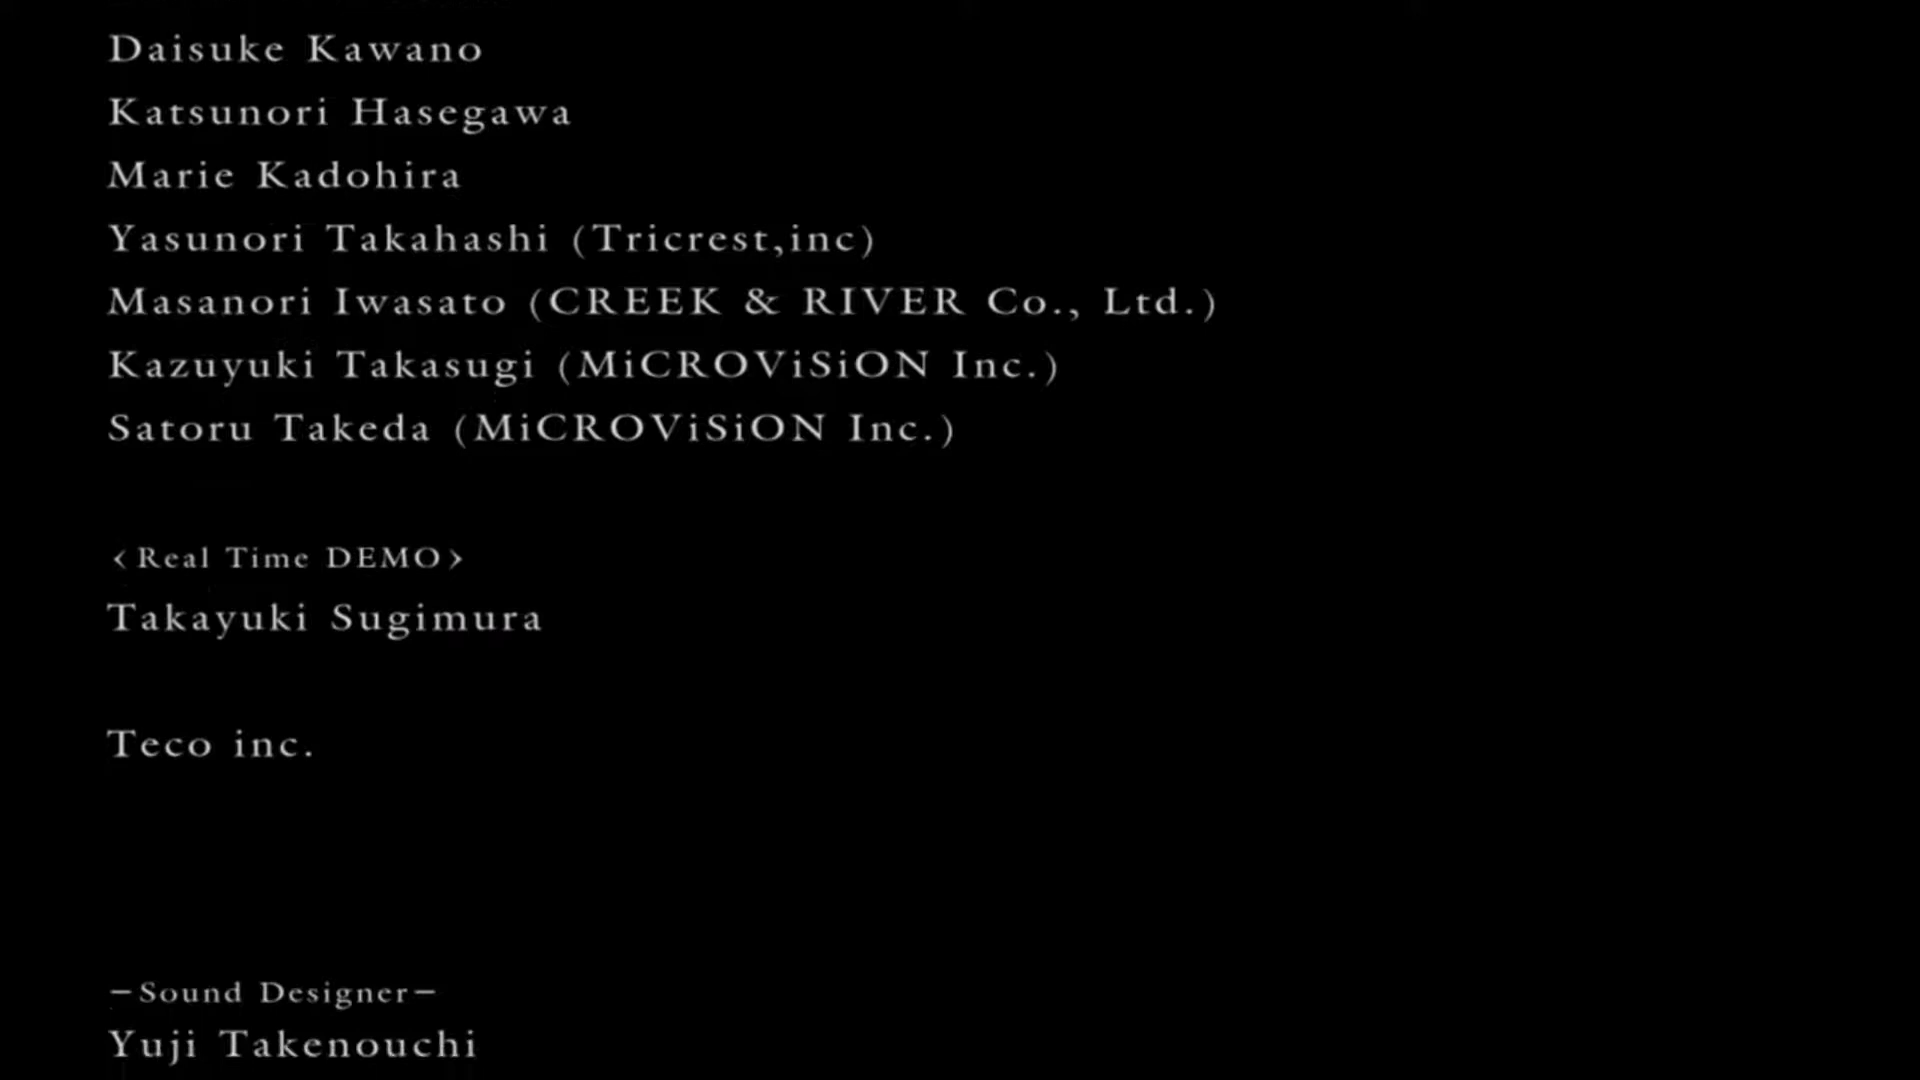 Daisuke Kawano
Katsunori Hasegawa
Marie Kadohira
Yasunori Takahashi (Tricrest,inc)
Masanori Iwasato (CREEK & RIVER Co., Ltd.)
Kazuyuki Takasugi (MiCROViSiON Inc.)
Satoru Takeda (MiCROViSiON Inc.)
<Real Time DEMO>
Takayuki Sugimura
Teco inc.
—Sound Designer—
Yuji Takenouchi